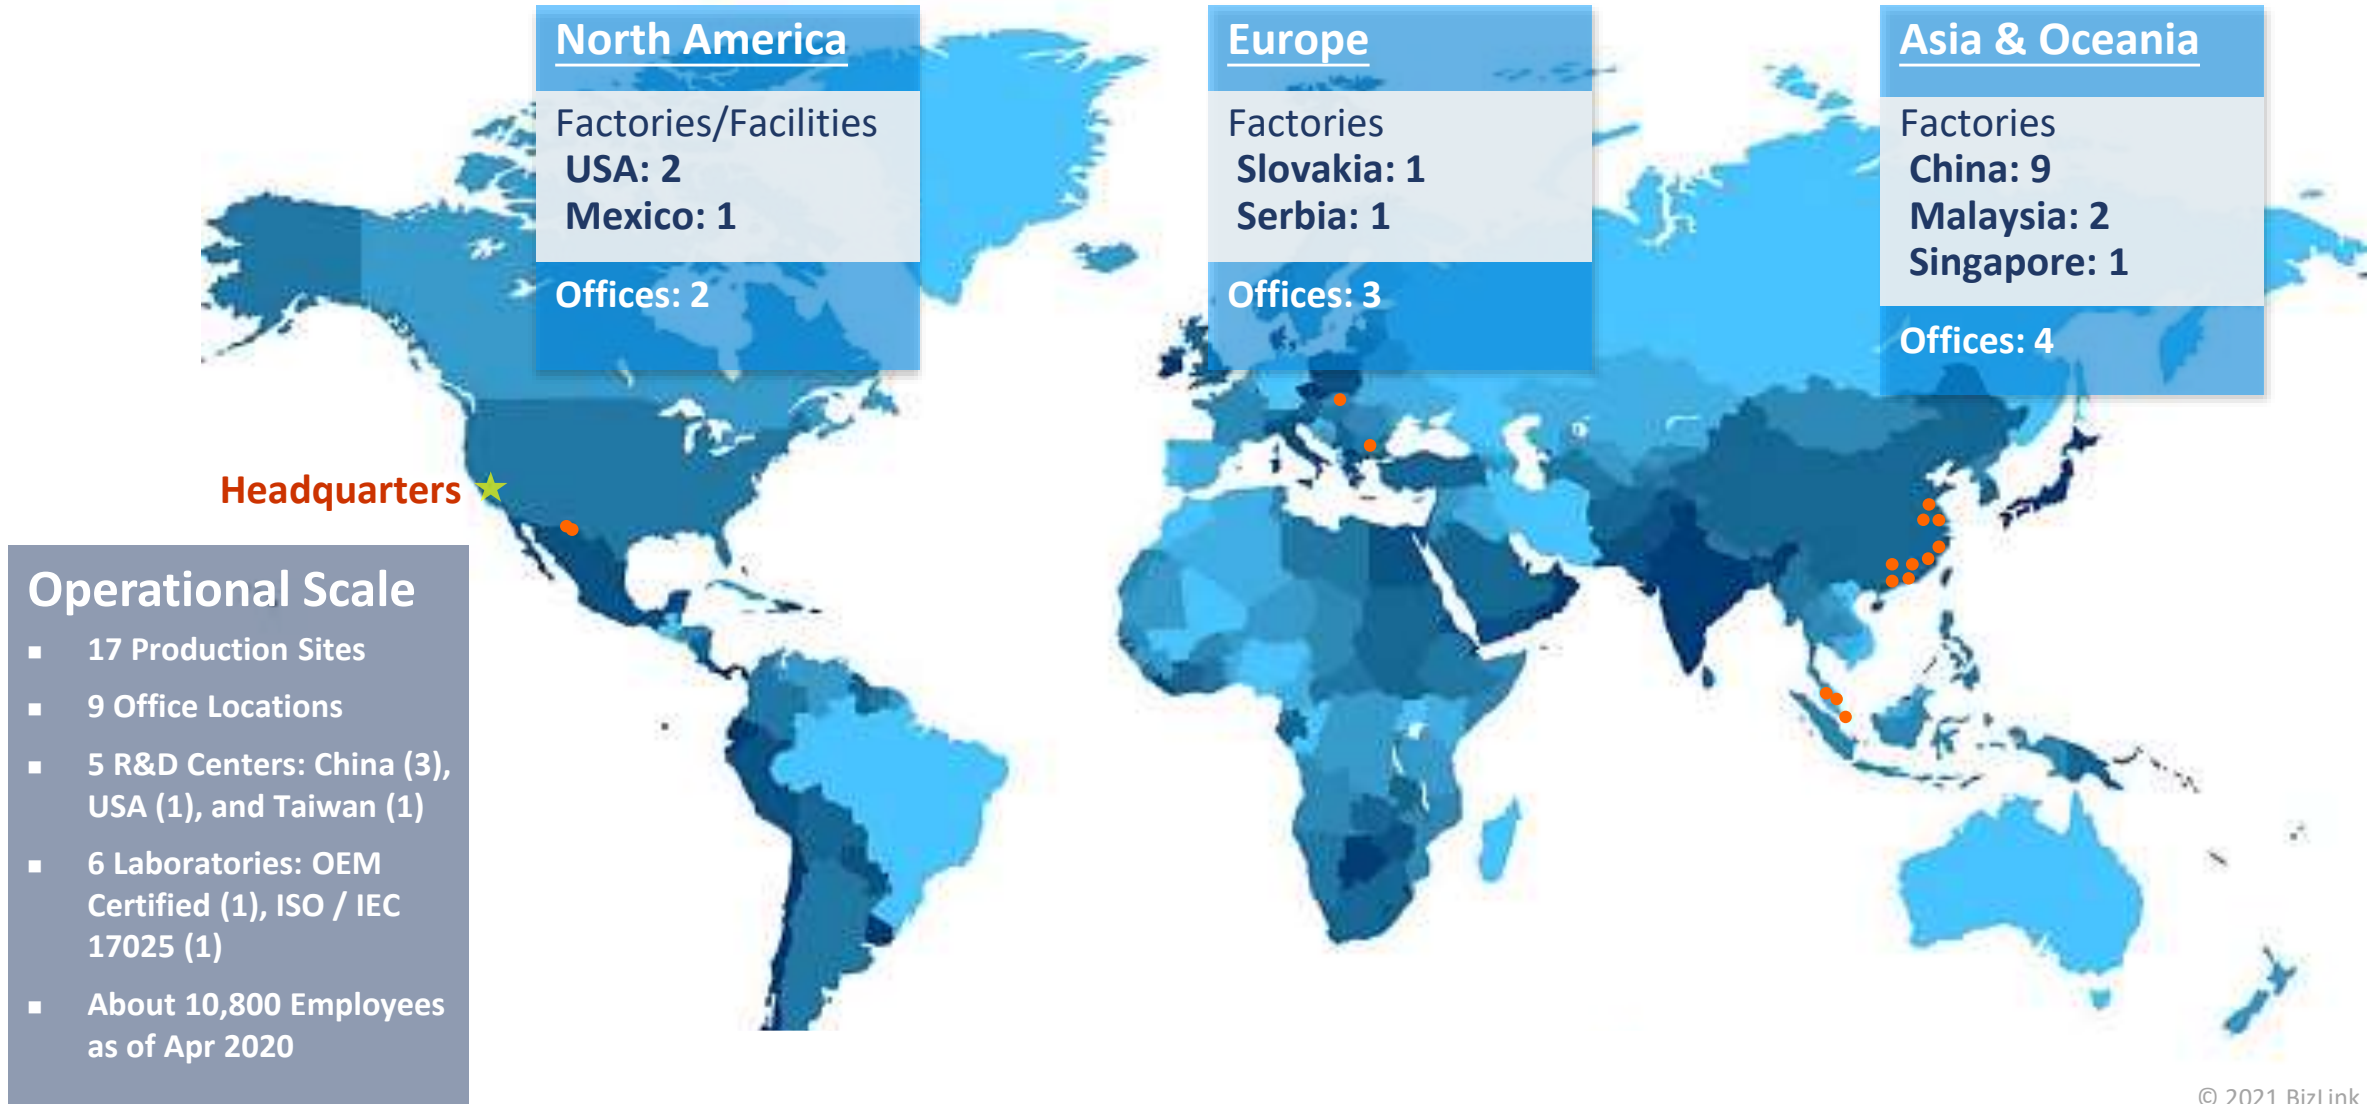 North America
Factories/Facilities
USA: 2
Mexico: 1
Offices: 2
Europe
Factories
Slovakia: 1
Serbia: 1
Offices: 3
Asia & Oceania
Factories
China: 9
Malaysia: 2
Singapore: 1
Offices: 4
Headquarters
Operational Scale
▪ 17 Production Sites
▪ 9 Office Locations
▪ 5 R&D Centers: China (3),
USA (1), and Taiwan (1)
▪ 6 Laboratories: OEM
Certified (1), ISO / IEC
17025 (1)
▪ About 10,800 Employees
as of Apr 2020
© 2021 BizLink